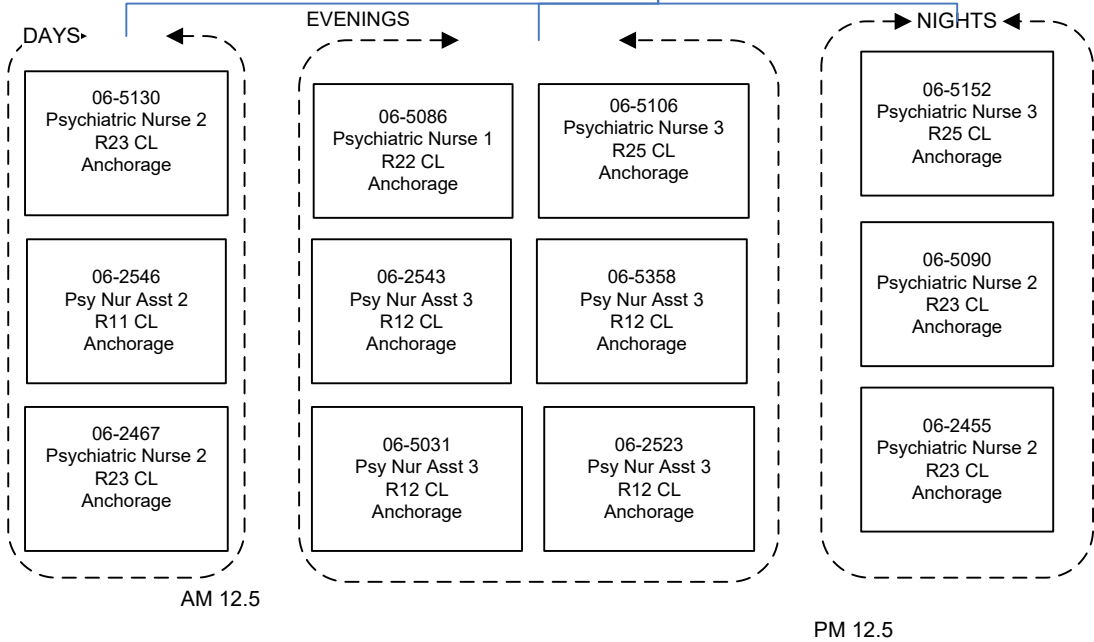 DAYS
06-5130
Psychiatric Nurse 2
R23 CL
Anchorage
06-2546
Psy Nur Asst 2
R11 CL
Anchorage
06-2467
Psychiatric Nurse 2
R23 CL
Anchorage
AM 12.5
EVENINGS
06-5086
Psychiatric Nurse 1
R22 CL
Anchorage
06-5106
Psychiatric Nurse 3
R25 CL
Anchorage
06-2543
Psy Nur Asst 3
R12 CL
Anchorage
06-5358
Psy Nur Asst 3
R12 CL
Anchorage
06-5031
Psy Nur Asst 3
R12 CL
Anchorage
06-2523
Psy Nur Asst 3
R12 CL
Anchorage
NIGHTS
06-5152
Psychiatric Nurse 3
R25 CL
Anchorage
06-5090
Psychiatric Nurse 2
R23 CL
Anchorage
06-2455
Psychiatric Nurse 2
R23 CL
Anchorage
PM 12.5